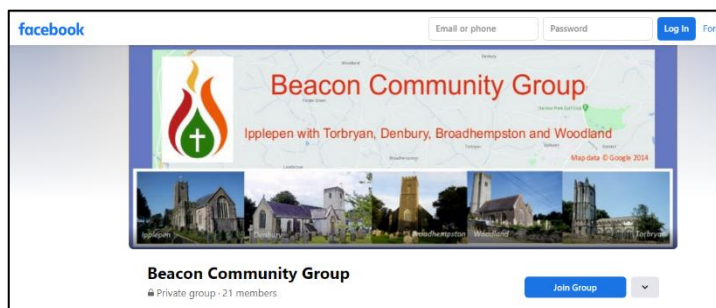 facebook
Email or phone
Password
Log In
For
Beacon Community Group
Ipplepen with Torbryan, Denbury, Broadhempston and Woodland
Map data © Google 2014
Ipplepen
Denbury
Broadhempston
Woodland
Torbryan
Beacon Community Group
Private group · 21 members
Join Group